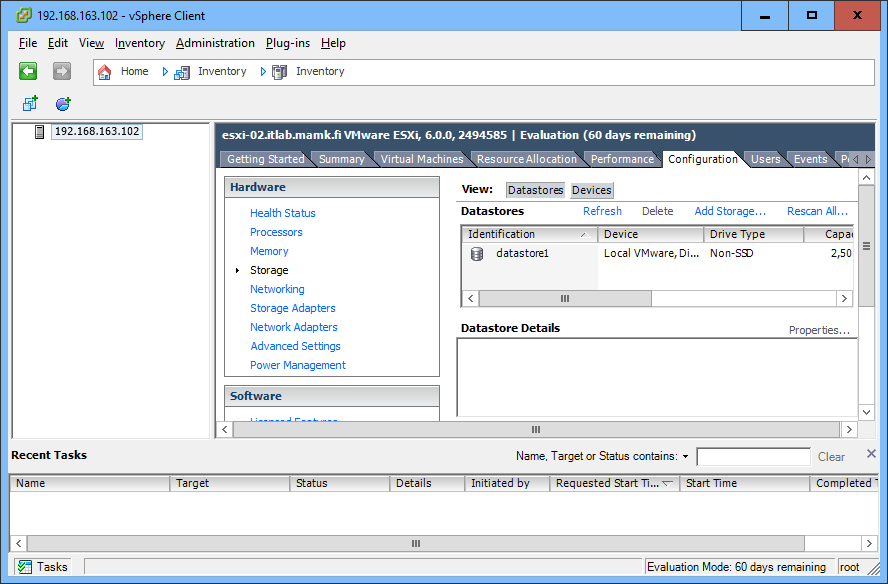 192.168.163.102 - vSphere Client
File Edit View Inventory Administration Plug-ins Help
Home Inventory Inventory
192.168.163.102
esxi-02.itlab.mamk.fi VMware ESXi, 6.0.0, 2494585 | Evaluation (60 days remaining)
Getting Started Summary Virtual Machines Resource Allocation Performance Configuration Users Events
Hardware
Health Status
Processors
Memory
Storage
Networking
Storage Adapters
Network Adapters
Advanced Settings
Power Management
Software
Licensed Features
View: Datastores Devices
Datastores Refresh Delete Add Storage... Rescan All...
Identification Device Drive Type Capac
datastore1 Local VMware, Di... Non-SSD 2,50
Datastore Details Properties...
Recent Tasks Name, Target or Status contains: Clear
Name Target Status Details Initiated by Requested Start Ti... Start Time Completed T
Tasks Evaluation Mode: 60 days remaining root